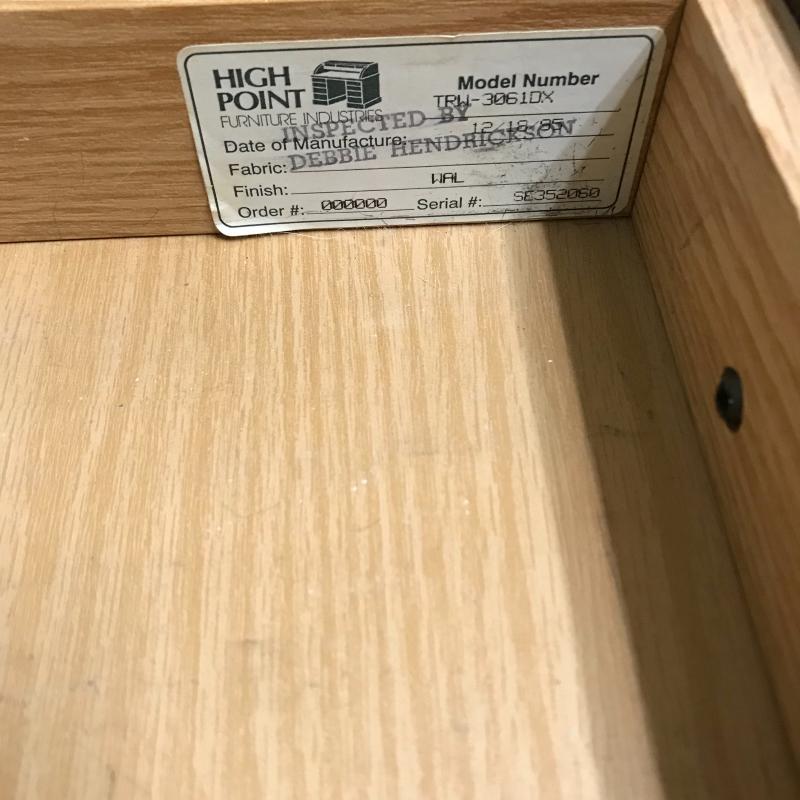 HIGH
POINT
FURNITURE INDUSTRIES
Model Number
TRW-3061DX
INSPECTED BY
Date of Manufacture: 12/18/95
DEBBIE HENDRICKSON
Fabric:
Finish: WAL
Order #: 000000 Serial #: SE352060